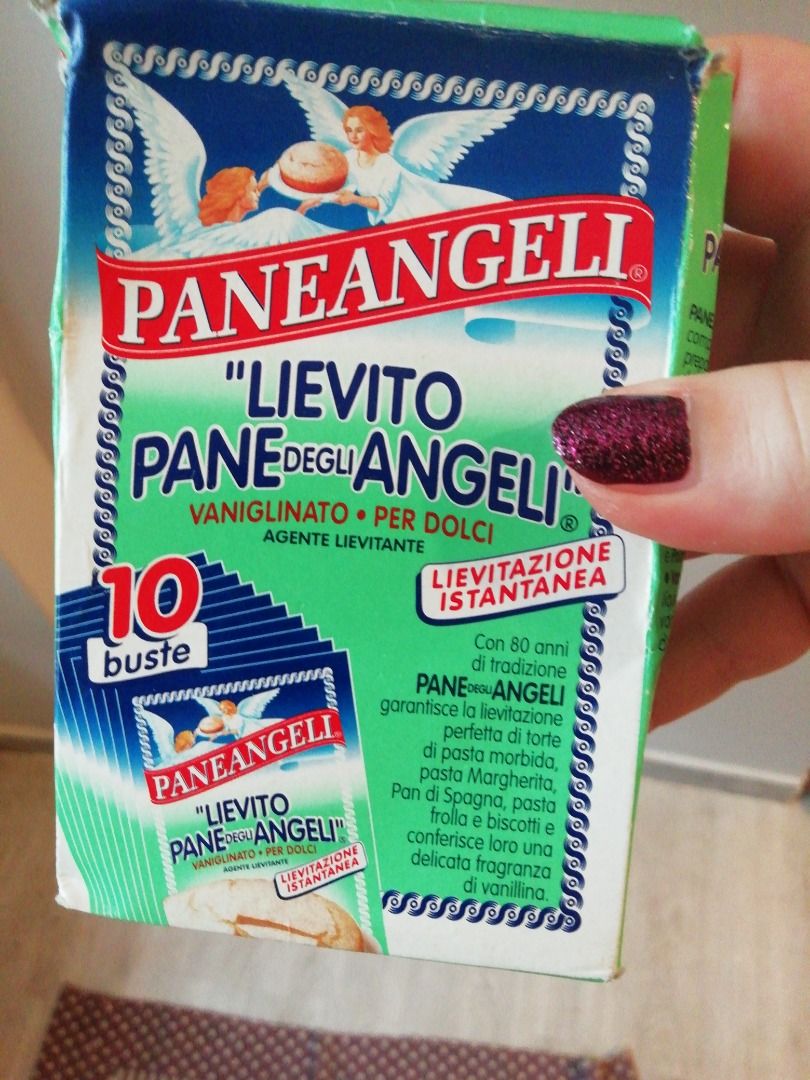 PANEANGELI®
"LIEVITO
PANE DEGLI ANGELI"®
VANIGLINATO • PER DOLCI
AGENTE LIEVITANTE
LIEVITAZIONE
ISTANTANEA
10
buste
Con 80 anni
di tradizione
PANE DEGLI ANGELI
garantisce la lievitazione
perfetta di torte
di pasta morbida,
pasta Margherita,
Pan di Spagna, pasta
frolla e biscotti e
conferisce loro una
delicata fragranza
di vanillina.
PANEANGELI
"LIEVITO
PANE DEGLI ANGELI"
VANIGLINATO • PER DOLCI
AGENTE LIEVITANTE
LIEVITAZIONE
ISTANTANEA